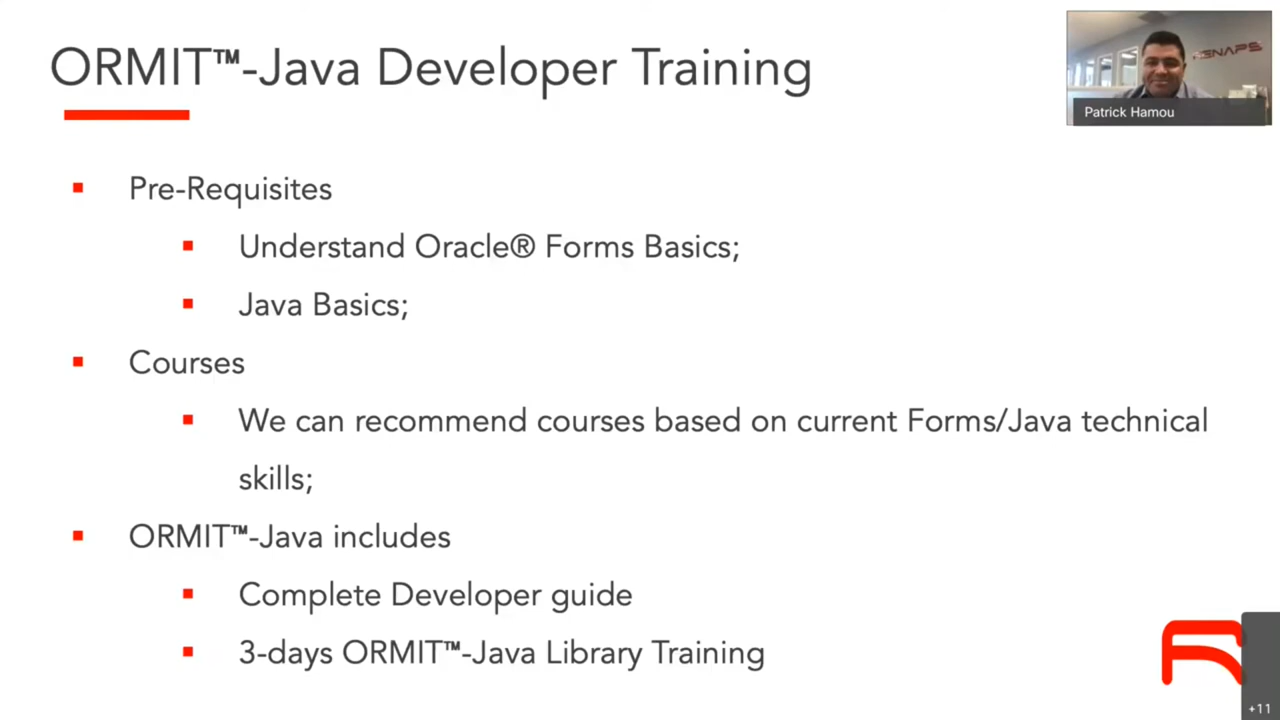 ORMIT™-Java Developer Training
Patrick Hamou
Pre-Requisites
Understand Oracle® Forms Basics;
Java Basics;
Courses
We can recommend courses based on current Forms/Java technical
skills;
ORMIT™-Java includes
Complete Developer guide
3-days ORMIT™-Java Library Training
+11